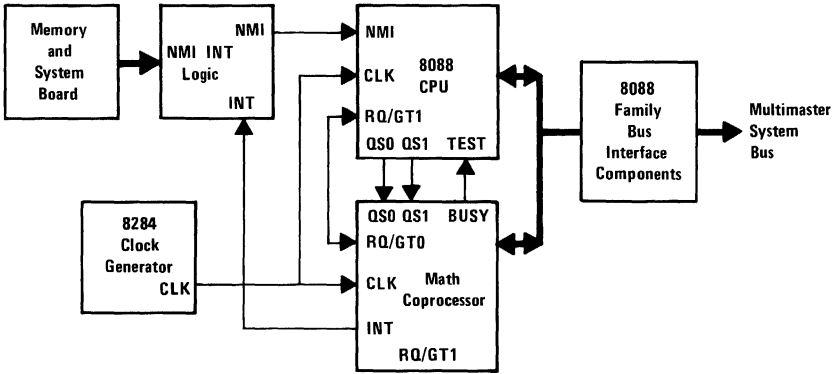 Memory
and
System
Board
NMI
NMI INT
Logic
INT
NMI
8088
CPU
CLK
RQ/GT1
QS0 QS1 TEST
8088
Family
Bus
Interface
Components
Multimaster
System
Bus
8284
Clock
Generator
CLK
QS0 QS1 BUSY
RQ/GT0
CLK
Math
Coprocessor
INT
RQ/GT1